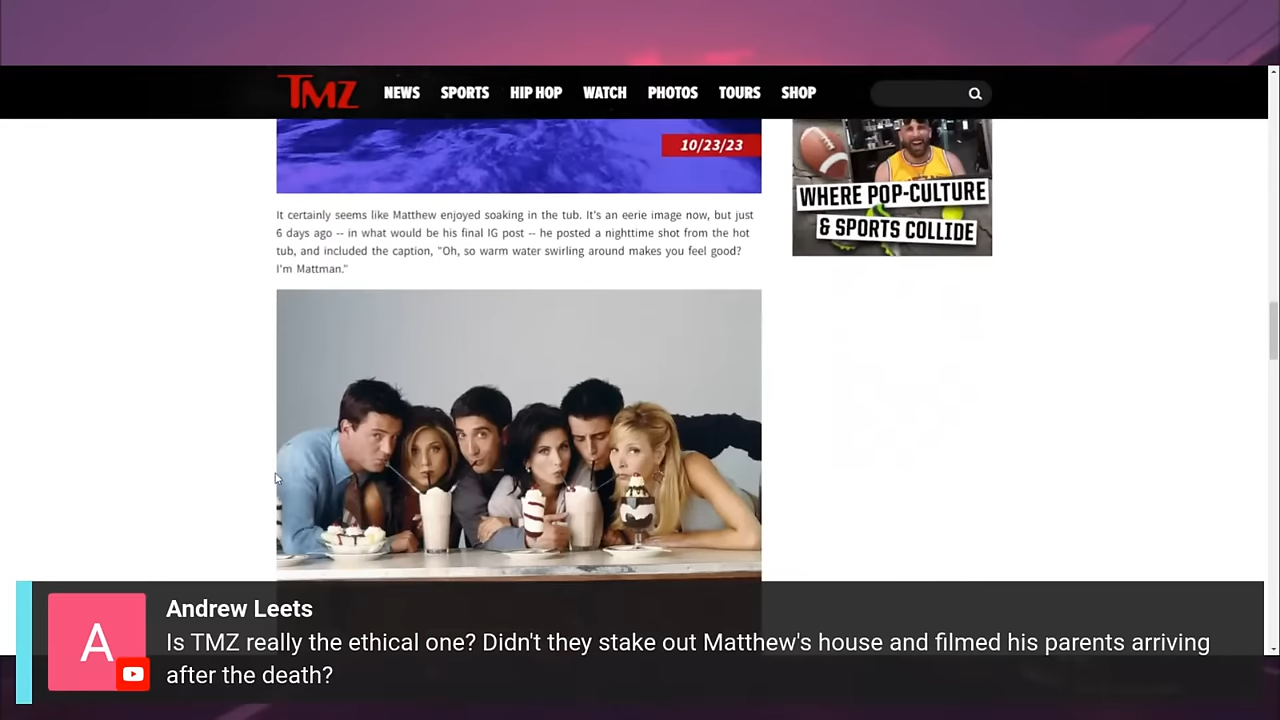 TMZ NEWS SPORTS HIP HOP WATCH PHOTOS TOURS SHOP
10/23/23
WHERE POP-CULTURE
& SPORTS COLLIDE
It certainly seems like Matthew enjoyed soaking in the tub. It's an eerie image now, but just
6 days ago -- in what would be his final IG post -- he posted a nighttime shot from the hot
tub, and included the caption, "Oh, so warm water swirling around makes you feel good?
I'm Mattman."
A
Andrew Leets
Is TMZ really the ethical one? Didn't they stake out Matthew's house and filmed his parents arriving
after the death?